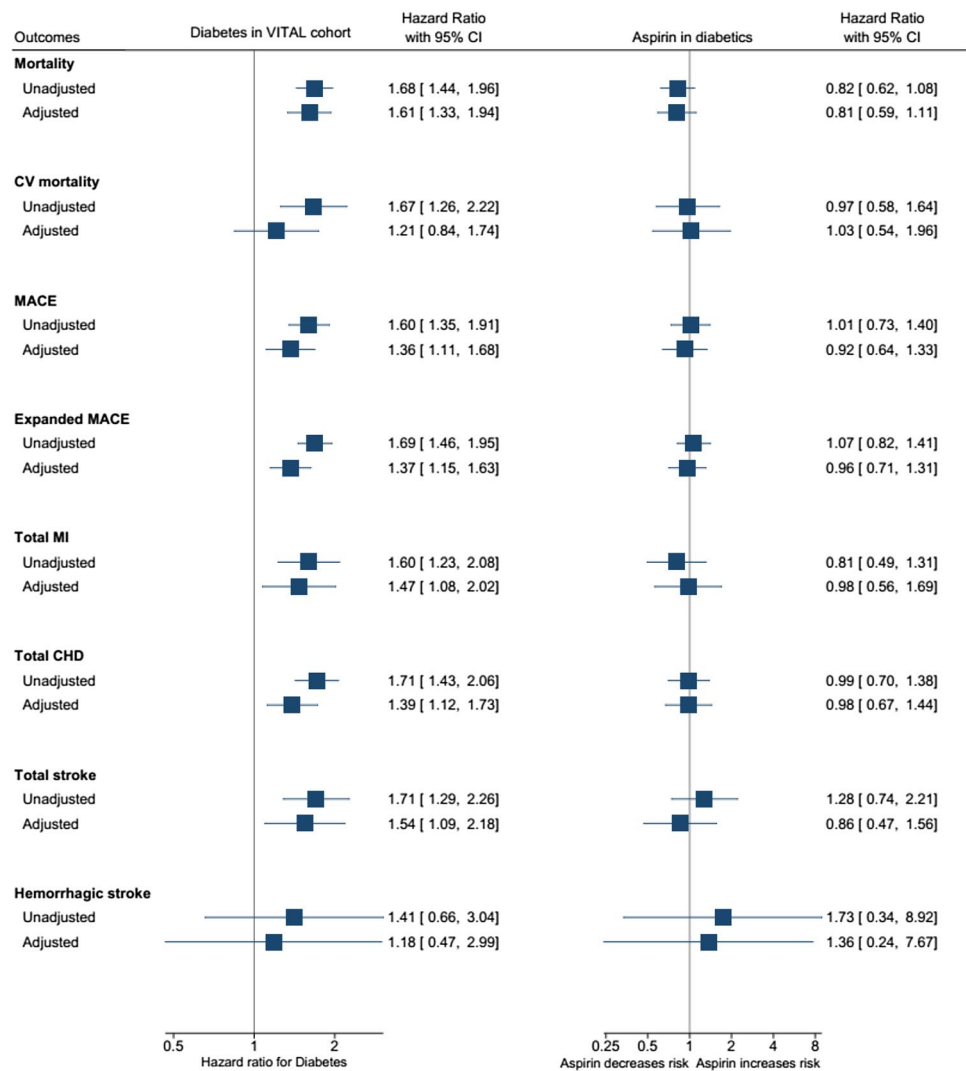 Outcomes Diabetes in VITAL cohort Hazard Ratio with 95% CI Aspirin in diabetics Hazard Ratio with 95% CI
Mortality
Unadjusted 1.68 [ 1.44, 1.96] 0.82 [ 0.62, 1.08]
Adjusted 1.61 [ 1.33, 1.94] 0.81 [ 0.59, 1.11]
CV mortality
Unadjusted 1.67 [ 1.26, 2.22] 0.97 [ 0.58, 1.64]
Adjusted 1.21 [ 0.84, 1.74] 1.03 [ 0.54, 1.96]
MACE
Unadjusted 1.60 [ 1.35, 1.91] 1.01 [ 0.73, 1.40]
Adjusted 1.36 [ 1.11, 1.68] 0.92 [ 0.64, 1.33]
Expanded MACE
Unadjusted 1.69 [ 1.46, 1.95] 1.07 [ 0.82, 1.41]
Adjusted 1.37 [ 1.15, 1.63] 0.96 [ 0.71, 1.31]
Total MI
Unadjusted 1.60 [ 1.23, 2.08] 0.81 [ 0.49, 1.31]
Adjusted 1.47 [ 1.08, 2.02] 0.98 [ 0.56, 1.69]
Total CHD
Unadjusted 1.71 [ 1.43, 2.06] 0.99 [ 0.70, 1.38]
Adjusted 1.39 [ 1.12, 1.73] 0.98 [ 0.67, 1.44]
Total stroke
Unadjusted 1.71 [ 1.29, 2.26] 1.28 [ 0.74, 2.21]
Adjusted 1.54 [ 1.09, 2.18] 0.86 [ 0.47, 1.56]
Hemorrhagic stroke
Unadjusted 1.41 [ 0.66, 3.04] 1.73 [ 0.34, 8.92]
Adjusted 1.18 [ 0.47, 2.99] 1.36 [ 0.24, 7.67]
0.5 1 2 0.25 0.5 1 2 4 8
Hazard ratio for Diabetes Aspirin decreases risk Aspirin increases risk